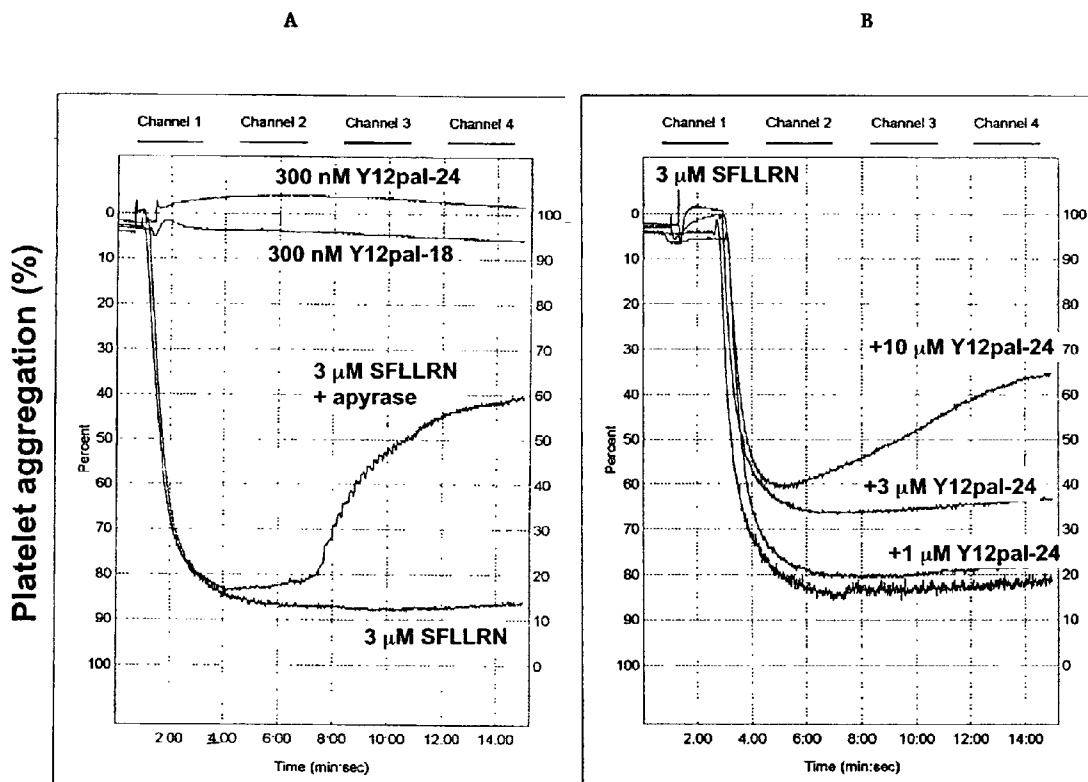 A
B
Channel 1 Channel 2 Channel 3 Channel 4
300 nM Y12pal-24
300 nM Y12pal-18
3 μM SFLLRN
+ apyrase
3 μM SFLLRN
Platelet aggregation (%)
Percent
0
10
20
30
40
50
60
70
80
90
100
100
90
80
70
60
50
40
30
20
10
0
2:00 4:00 6:00 8:00 10:00 12:00 14:00
Time (min:sec)
Channel 1 Channel 2 Channel 3 Channel 4
3 μM SFLLRN
+10 μM Y12pal-24
+3 μM Y12pal-24
+1 μM Y12pal-24
Percent
0
10
20
30
40
50
60
70
80
90
100
100
90
80
70
60
50
40
30
20
10
0
2:00 4:00 6:00 8:00 10:00 12:00 14:00
Time (min:sec)